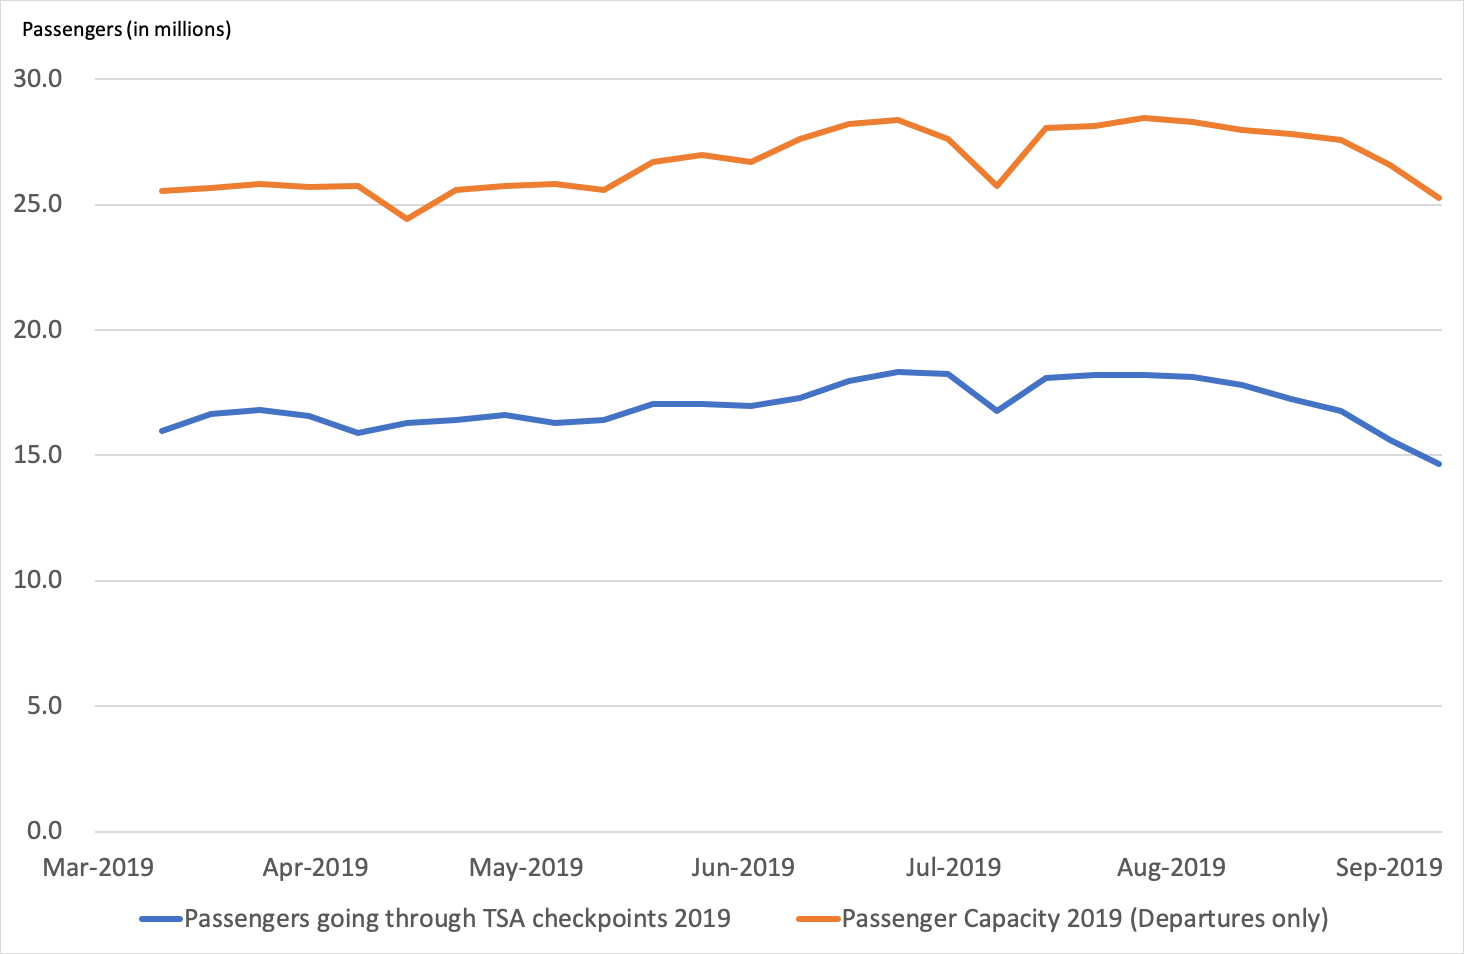 Passengers (in millions)
30.0
25.0
20.0
15.0
10.0
5.0
0.0
Mar-2019 Apr-2019 May-2019 Jun-2019 Jul-2019 Aug-2019 Sep-2019
Passengers going through TSA checkpoints 2019 Passenger Capacity 2019 (Departures only)